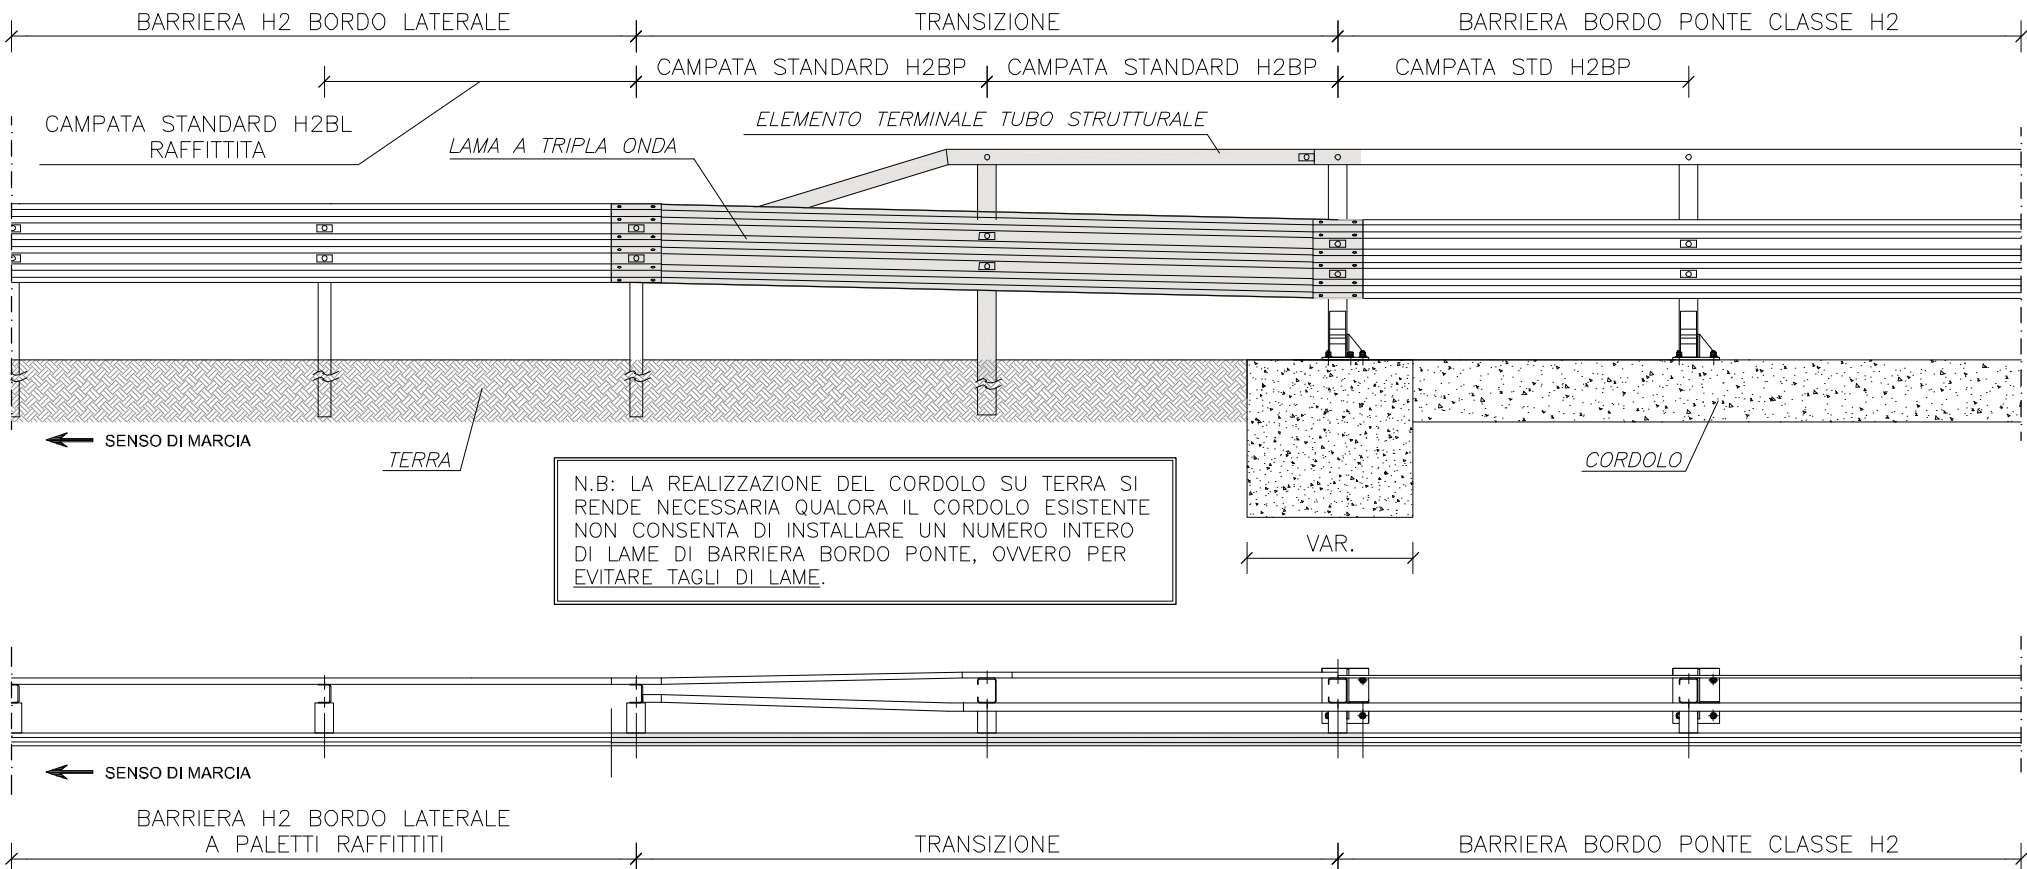 BARRIERA H2 BORDO LATERALE
TRANSIZIONE
BARRIERA BORDO PONTE CLASSE H2
CAMPATA STANDARD H2BP
CAMPATA STANDARD H2BP
CAMPATA STD H2BP
CAMPATA STANDARD H2BL
RAFFITTITA
LAMA A TRIPLA ONDA
ELEMENTO TERMINALE TUBO STRUTTURALE
SENSO DI MARCIA
TERRA
CORDOLO
N.B: LA REALIZZAZIONE DEL CORDOLO SU TERRA SI
RENDE NECESSARIA QUALORA IL CORDOLO ESISTENTE
NON CONSENTA DI INSTALLARE UN NUMERO INTERO
DI LAME DI BARRIERA BORDO PONTE, OVVERO PER
EVITARE TAGLI DI LAME.
VAR.
SENSO DI MARCIA
BARRIERA H2 BORDO LATERALE
A PALETTI RAFFITTITI
TRANSIZIONE
BARRIERA BORDO PONTE CLASSE H2